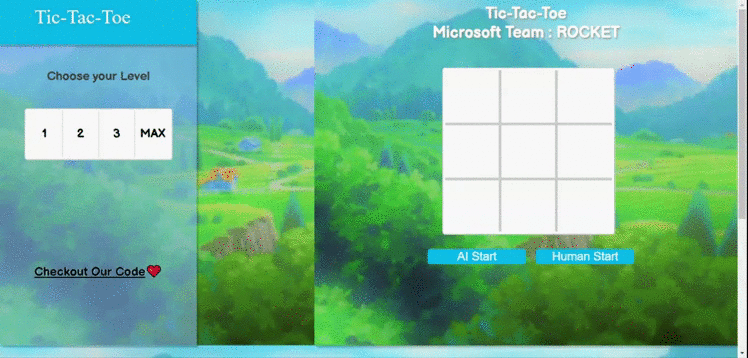 Tic-Tac-Toe
Choose your Level
1 2 3 MAX
Checkout Our Code
Tic-Tac-Toe
Microsoft Team : ROCKET
AI Start Human Start